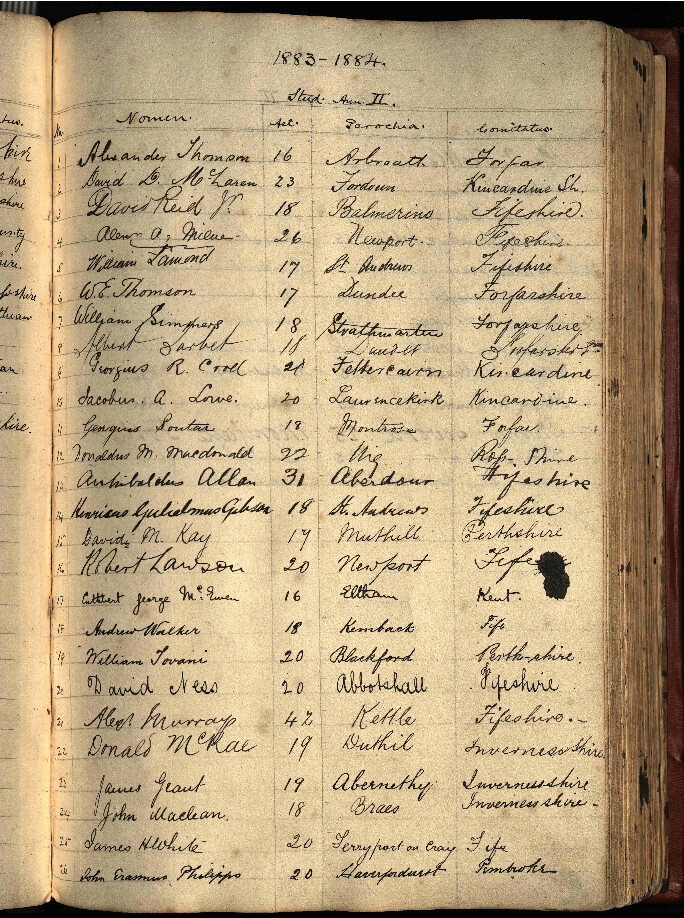 1883-1884.
Stud. Ann. II.
No. Nomen. Aet. Parochia. Comitatus.
1 Alexander Thomson 16 Arbroath Forfar
2 David D. McLaren 23 Fordoun Kincardine Sh.
3 David Reid Jr. 18 Balmerino Fifeshire.
4 Alexr. A. Milne. 26 Newport. Fifeshire
5 William Lamond 17 St Andrews Fifeshire
6 W.E. Thomson 17 Dundee Forfarshire
7 William Simmers 18 Strathmartine Forfarshire
8 Albert 18 Dundee Forfarshire
9 Georgius R. Cood 21 Fettercairn Kincardine.
10 Jacobus. A. Lowe. 20 Laurencekirk Kincardine.
11 Georgius Soutar 18 Montrose Forfar.
12 Donaldus M. Macdonald 22 Uig Ross-shire
13 Archibaldus Allan 31 Aberdour Fifeshire
14 Henricus Gulielmus Gibson 18 St. Andrews Fifeshire
15 David M. Kay 17 Muthill Perthshire
16 Robert Lawson 20 Newport Fife
17 Cuthbert George McEwen 16 Eltham Kent.
18 Andrew Walker 18 Kemback Fife
19 William Tovani 20 Blackford Perth-shire.
20 David Ness 20 Abbotshall Fifeshire
21 Alexr Murray 42 Kettle Fifeshire.-
22 Donald McRae 19 Duthil Inverness Shire.
23 James Grant 19 Abernethy Invernesshire
24 John Maclean. 18 Braes Inverness shire-
25 James H White 20 Ferryport on Craig Fife
26 John Erasmus Philipps 20 Haverfordwest Pembroke